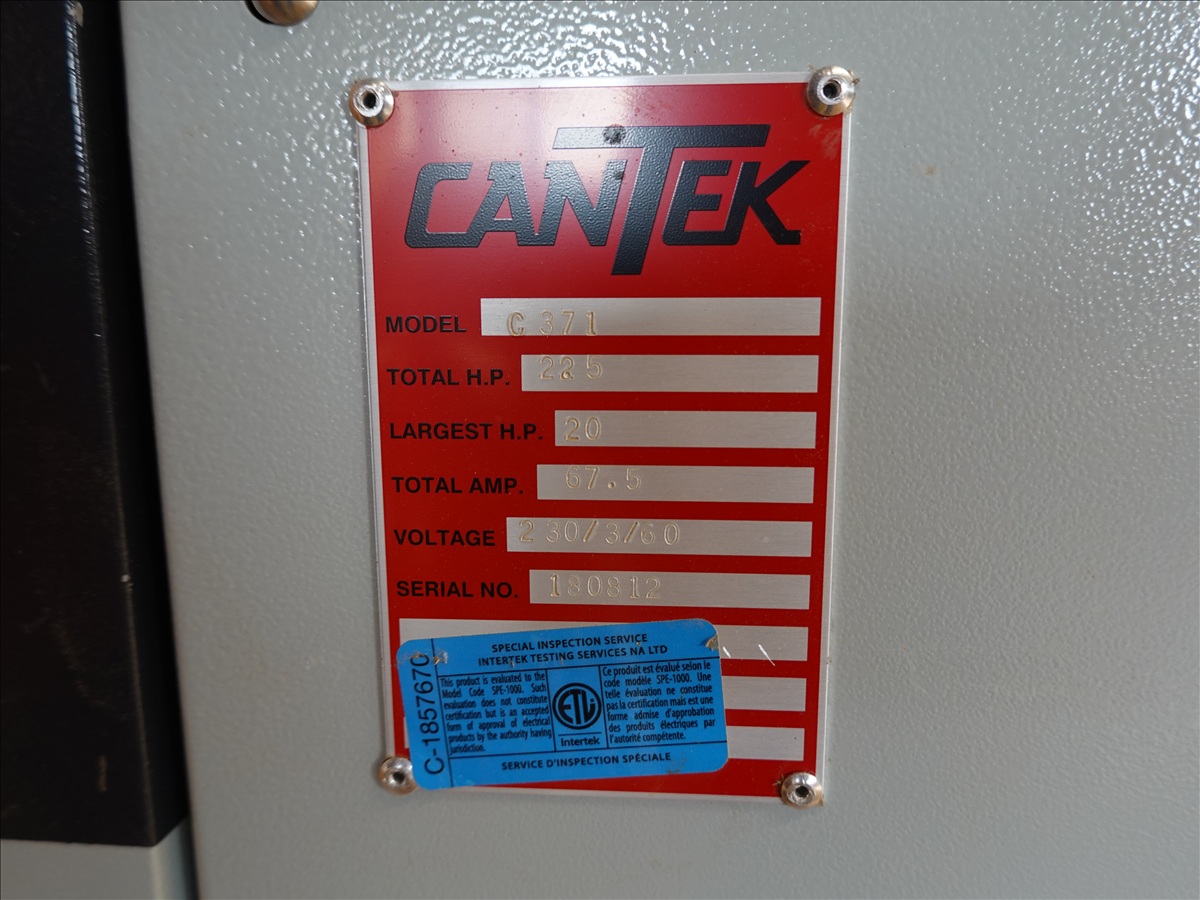 CANTEK
MODEL C 371
TOTAL H.P. 22.5
LARGEST H.P. 20
TOTAL AMP. 67.5
VOLTAGE 230/3/60
SERIAL NO. 180812
C-1857670
SPECIAL INSPECTION SERVICE
INTERTEK TESTING SERVICES NA LTD
This product is evaluated to the
Model Code SPE-1000. Such
evaluation does not constitute
certification but is an accepted
form of approval of electrical
products by the authority having
jurisdiction.
ETL
Intertek
Ce produit est évalué selon le
code modèle SPE-1000. Une
telle évaluation ne constitue
pas la certification mais est une
forme admise d'approbation
des produits électriques par
l'autorité compétente.
SERVICE D'INSPECTION SPÉCIALE